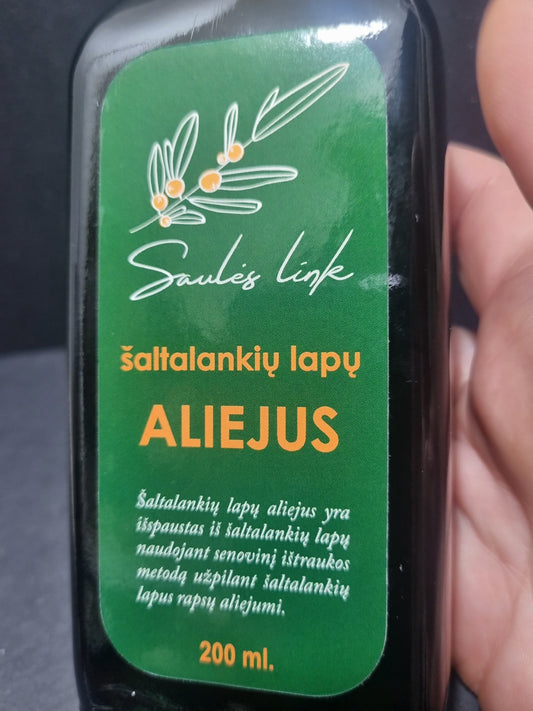 Saulės link
šaltalankių lapų
ALIEJUS
Šaltalankių lapų aliejus yra
išspaustas iš šaltalankių lapų
naudojant senovinį ištraukos
metodą užpilant šaltalankių
lapus rapsų aliejumi.
200 ml.